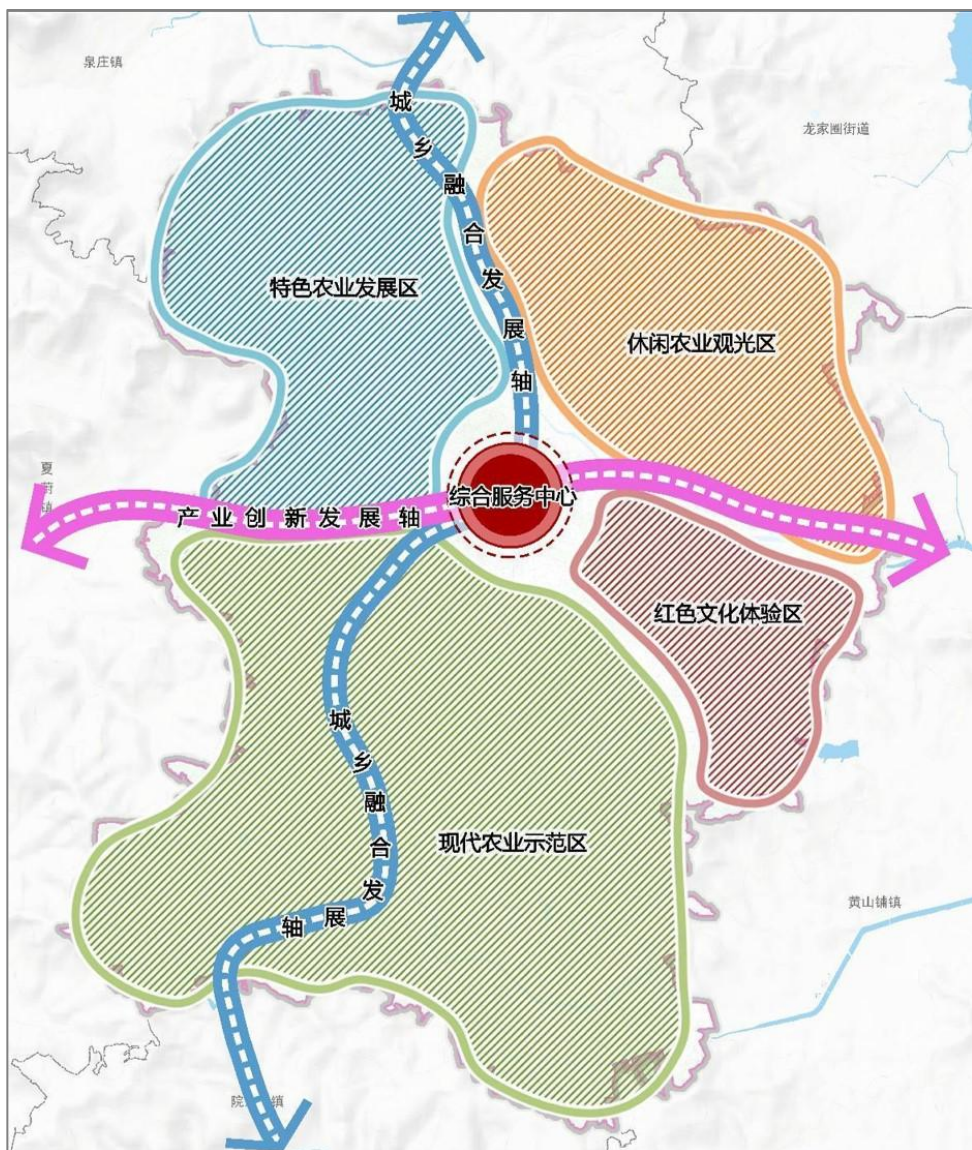 泉庄镇
龙家圈街道
城乡融合发展轴
特色农业发展区
休闲农业观光区
夏蔚镇
综合服务中心
产业创新发展轴
红色文化体验区
城乡融合发展轴
现代农业示范区
黄山铺镇